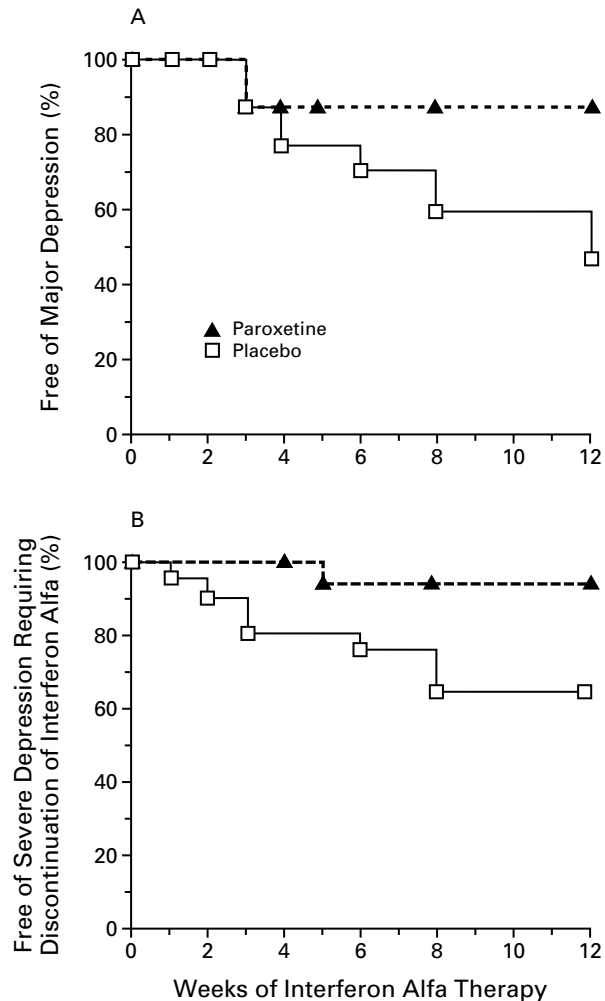 A
Free of Major Depression (%)
100
80
60
40
20
0
Paroxetine
Placebo
0 2 4 6 8 10 12
B
Free of Severe Depression Requiring
Discontinuation of Interferon Alfa (%)
100
80
60
40
20
0
0 2 4 6 8 10 12
Weeks of Interferon Alfa Therapy